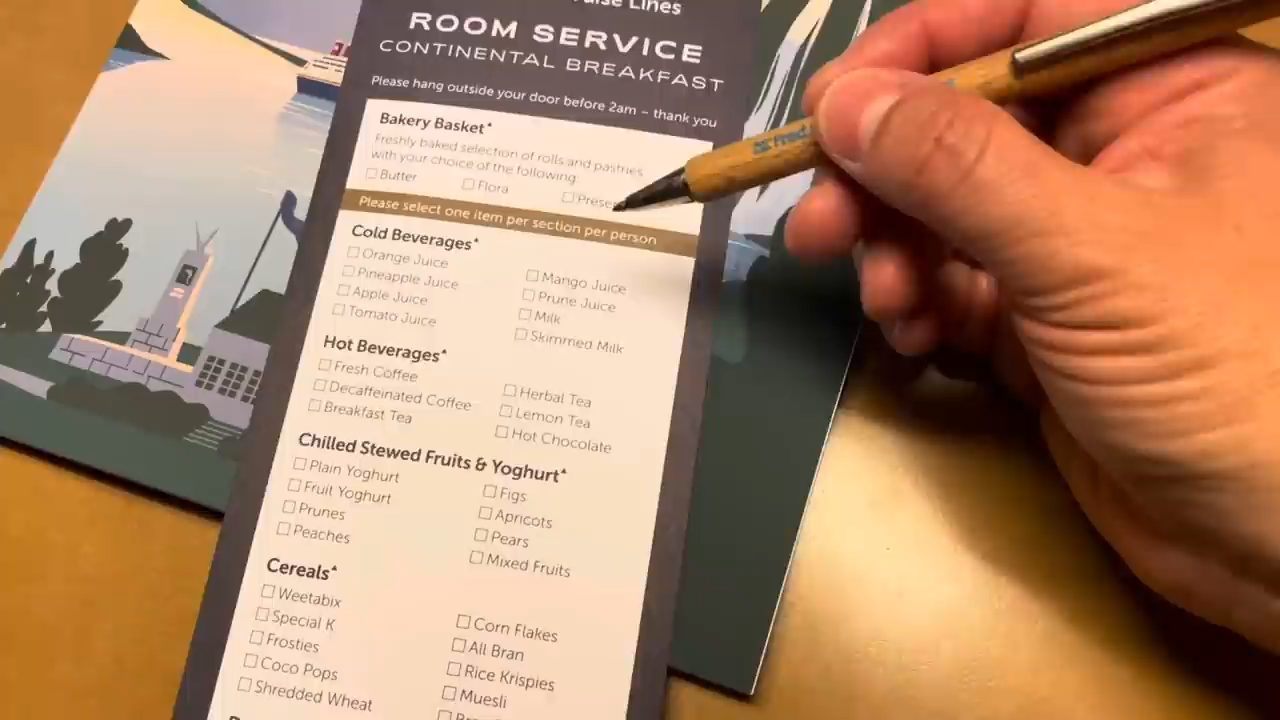 Lines
ROOM SERVICE
CONTINENTAL BREAKFAST
Please hang outside your door before 2am – thank you
Bakery Basket*
Freshly baked selection of rolls and pastries
with your choice of the following:
Butter
Flora
Please select one item per section per person
Cold Beverages*
Orange Juice
Pineapple Juice
Apple Juice
Tomato Juice
Mango Juice
Prune Juice
Milk
Skimmed Milk
Hot Beverages*
Fresh Coffee
Decaffeinated Coffee
Breakfast Tea
Herbal Tea
Lemon Tea
Hot Chocolate
Chilled Stewed Fruits & Yoghurt*
Plain Yoghurt
Fruit Yoghurt
Prunes
Peaches
Figs
Apricots
Pears
Mixed Fruits
Cereals*
Weetabix
Special K
Frosties
Coco Pops
Shredded Wheat
Corn Flakes
All Bran
Rice Krispies
Muesli